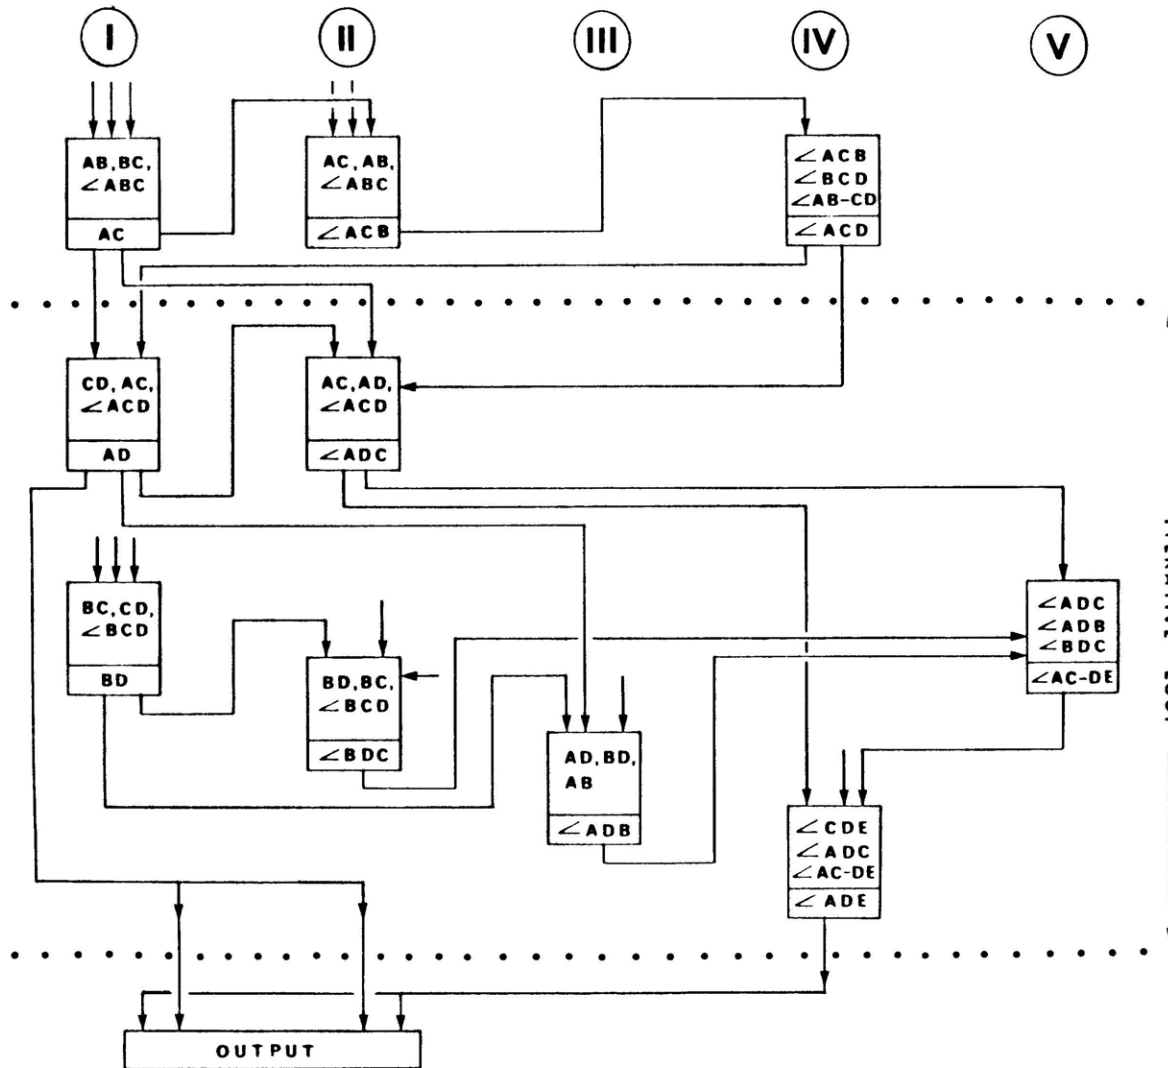 I
II
III
IV
V
AB, BC,
∠ABC
AC
AC, AB,
∠ABC
∠ACB
∠ACB
∠BCD
∠AB-CD
∠ACD
CD, AC,
∠ACD
AD
AC, AD,
∠ACD
∠ADC
BC, CD,
∠BCD
BD
BD, BC,
∠BCD
∠BDC
AD, BD,
AB
∠ADB
∠ADC
∠ADB
∠BDC
∠AC-DE
∠CDE
∠ADC
∠AC-DE
∠ADE
OUTPUT